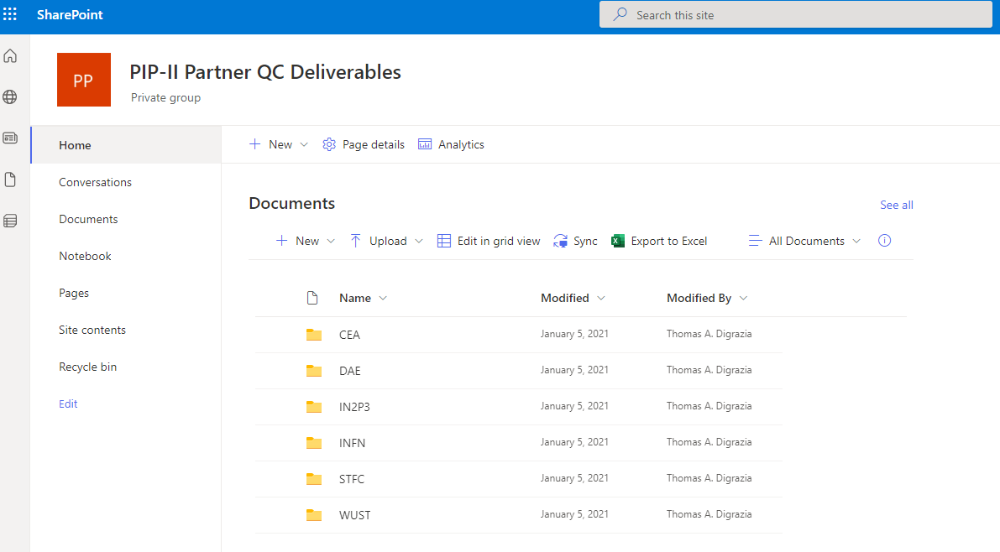 SharePoint
Search this site
PP
PIP-II Partner QC Deliverables
Private group
Home
Conversations
Documents
Notebook
Pages
Site contents
Recycle bin
Edit
New Page details Analytics
Documents
See all
New Upload Edit in grid view Sync Export to Excel All Documents
Name Modified Modified By
CEA January 5, 2021 Thomas A. Digrazia
DAE January 5, 2021 Thomas A. Digrazia
IN2P3 January 5, 2021 Thomas A. Digrazia
INFN January 5, 2021 Thomas A. Digrazia
STFC January 5, 2021 Thomas A. Digrazia
WUST January 5, 2021 Thomas A. Digrazia